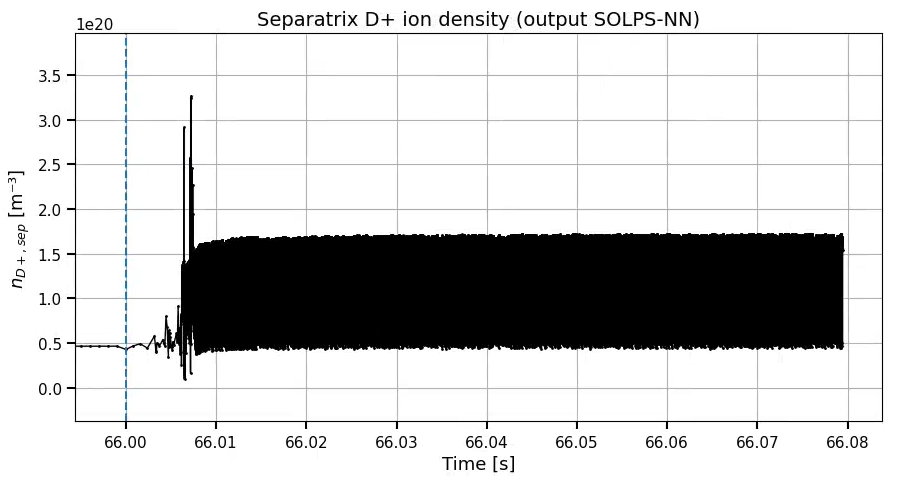 Separatrix D+ ion density (output SOLPS-NN)
1e20
3.5
3.0
2.5
2.0
1.5
1.0
0.5
0.0
n_{D+, sep} [m⁻³]
66.00 66.01 66.02 66.03 66.04 66.05 66.06 66.07 66.08
Time [s]